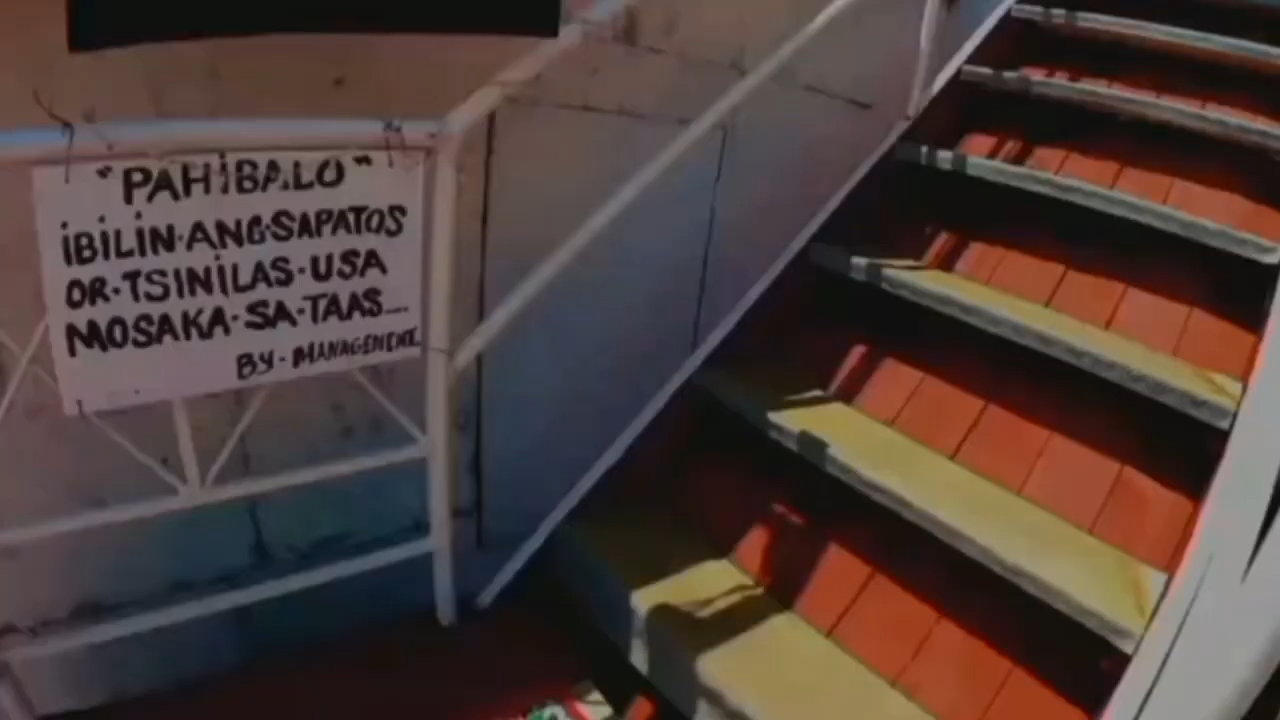 "PAHIBALO"
IBILIN·ANG·SAPATOS
OR·TSINILAS·USA
MOSAKA·SA·TAAS...
BY-MANAGEMENT